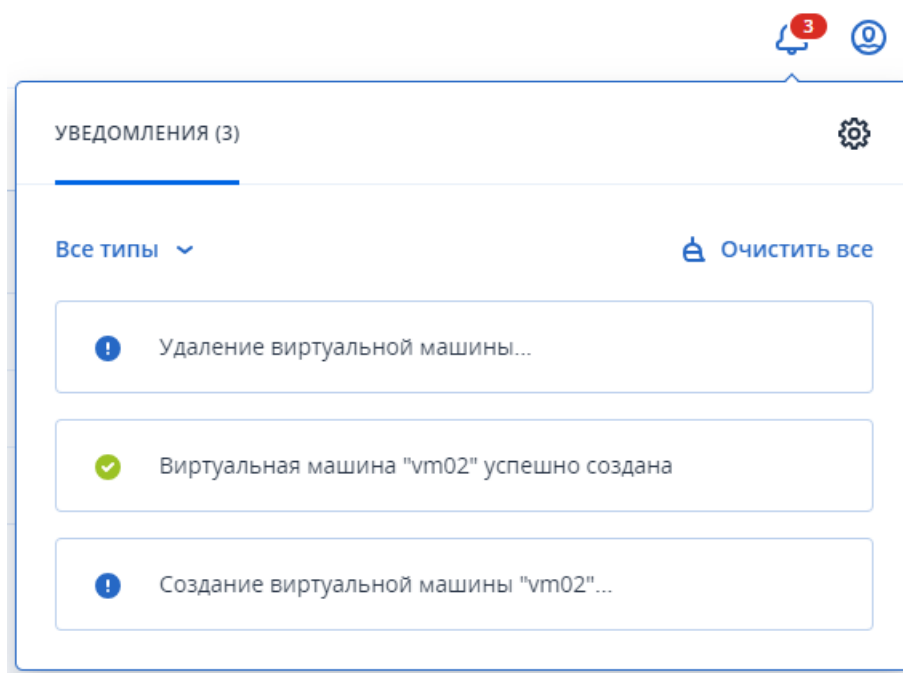 3
УВЕДОМЛЕНИЯ (3)
Все типы Очистить все
Удаление виртуальной машины...
Виртуальная машина "vm02" успешно создана
Создание виртуальной машины "vm02"...